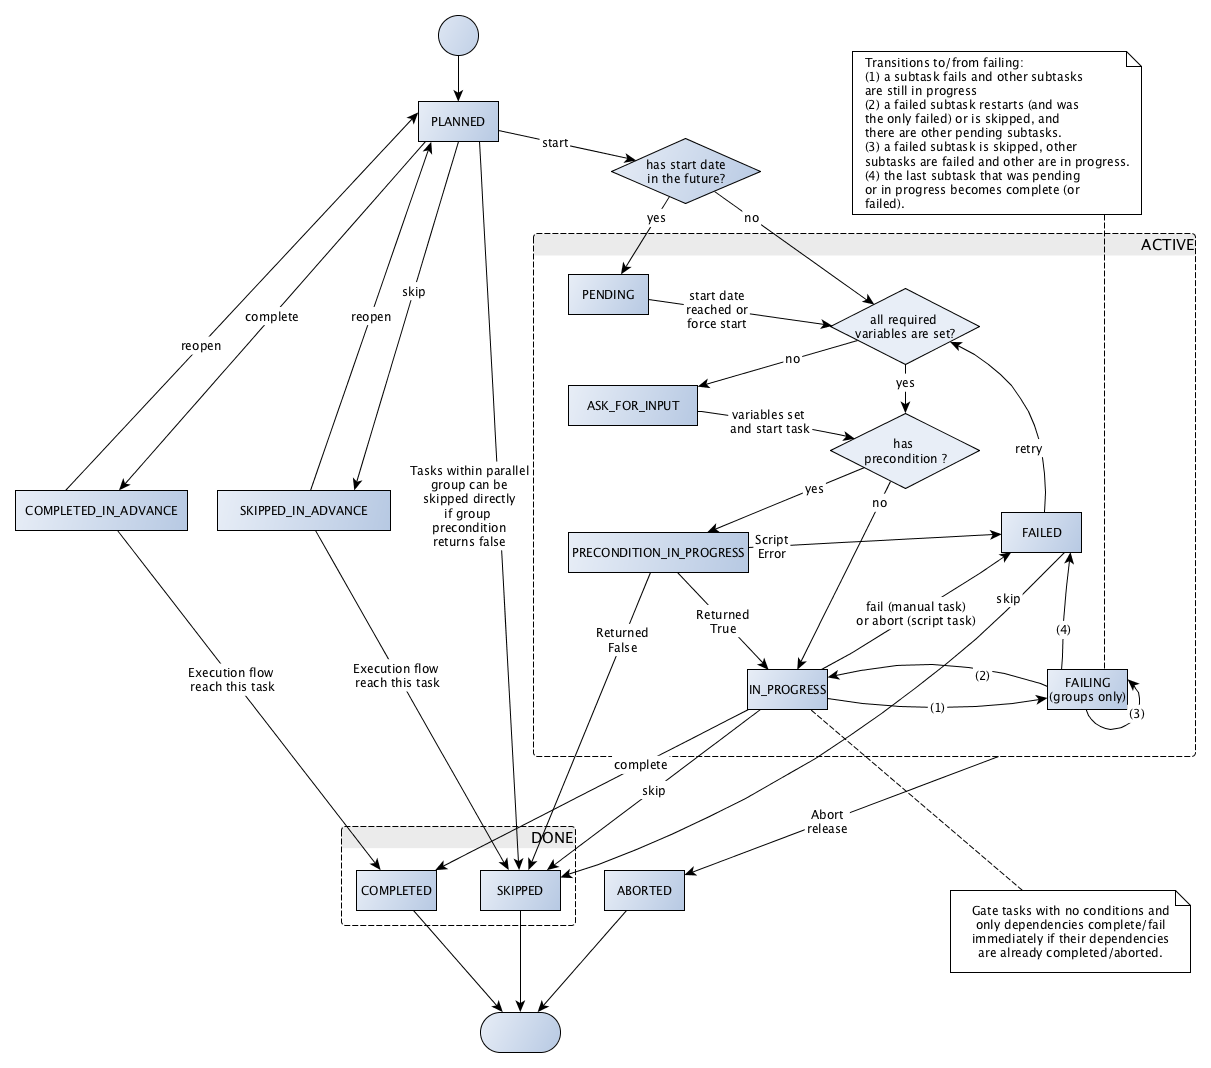 PLANNED
start
has start date
in the future?
yes
no
Transitions to/from failing:
(1) a subtask fails and other subtasks
are still in progress
(2) a failed subtask restarts (and was
the only failed) or is skipped, and
there are other pending subtasks.
(3) a failed subtask is skipped, other
subtasks are failed and other are in progress.
(4) the last subtask that was pending
or in progress becomes complete (or
failed).
ACTIVE
PENDING
start date
reached or
force start
all required
variables are set?
skip
complete
reopen
reopen
no
yes
ASK_FOR_INPUT
variables set
and start task
has
precondition ?
retry
Tasks within parallel
group can be
skipped directly
if group
precondition
returns false
yes
no
COMPLETED_IN_ADVANCE
SKIPPED_IN_ADVANCE
PRECONDITION_IN_PROGRESS
Script
Error
FAILED
skip
fail (manual task)
or abort (script task)
Returned
True
Returned
False
(4)
Execution flow
reach this task
Execution flow
reach this task
IN_PROGRESS
(2)
(1)
FAILING
(groups only)
(3)
complete
skip
Abort
release
DONE
COMPLETED
SKIPPED
ABORTED
Gate tasks with no conditions and
only dependencies complete/fail
immediately if their dependencies
are already completed/aborted.